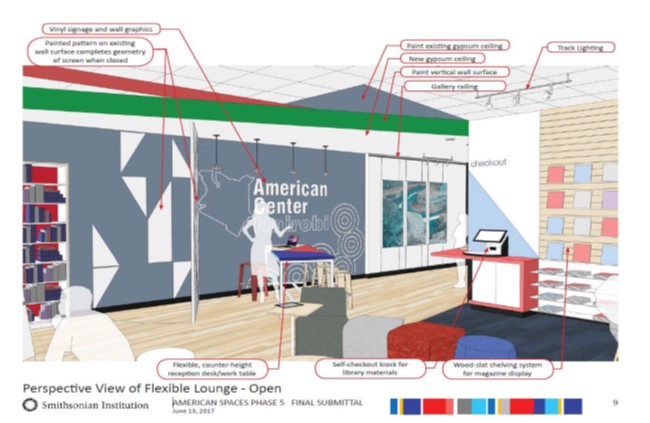 Vinyl signage and wall graphics
Painted pattern on existing
wall surface completes geometry
of screen when closed
Paint existing gypsum ceiling
New gypsum ceiling
Paint vertical wall surface
Gallery railing
Track Lighting
checkout
American
Center
Nairobi
Flexible, counter-height
reception desk/work table
Self-checkout kiosk for
library materials
Wood-slat shelving system
for magazine display
Perspective View of Flexible Lounge - Open
Smithsonian Institution
AMERICAN SPACES PHASE 5 FINAL SUBMITTAL
June 13, 2017
9